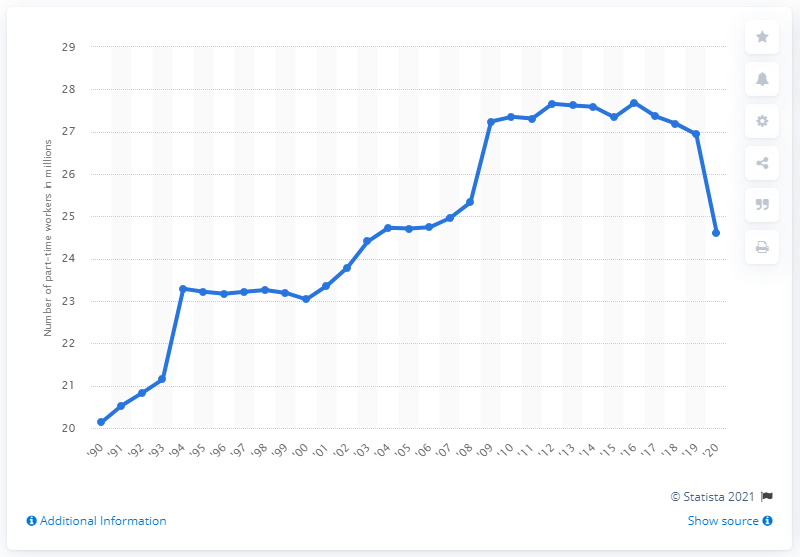 29
28
27
26
25
24
23
22
21
20
Number of part-time workers in millions
'90 '91 '92 '93 '94 '95 '96 '97 '98 '99 '00 '01 '02 '03 '04 '05 '06 '07 '08 '09 '10 '11 '12 '13 '14 '15 '16 '17 '18 '19 '20
© Statista 2021
Additional Information
Show source